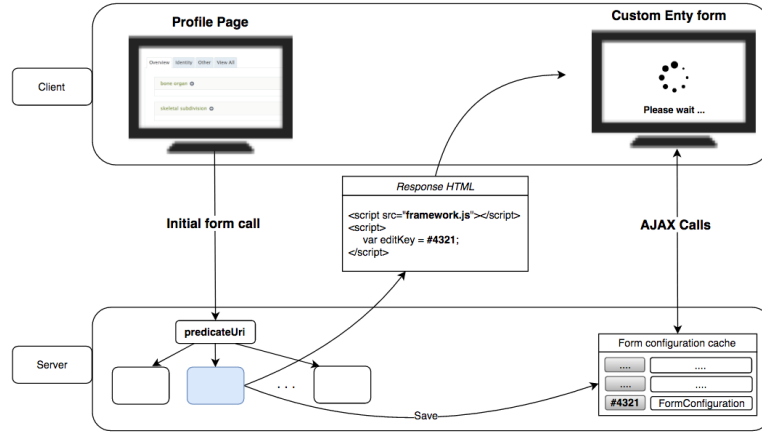 Profile Page
Custom Enty form
Overview Identity Other View All
bone organ
skeletal subdivision
Client
Please wait ...
Response HTML
<script src="framework.js"></script>
<script>
var editKey = #4321;
</script>
Initial form call
AJAX Calls
predicateUri
Form configuration cache
Server
. . .
.... ....
.... ....
#4321 FormConfiguration
Save